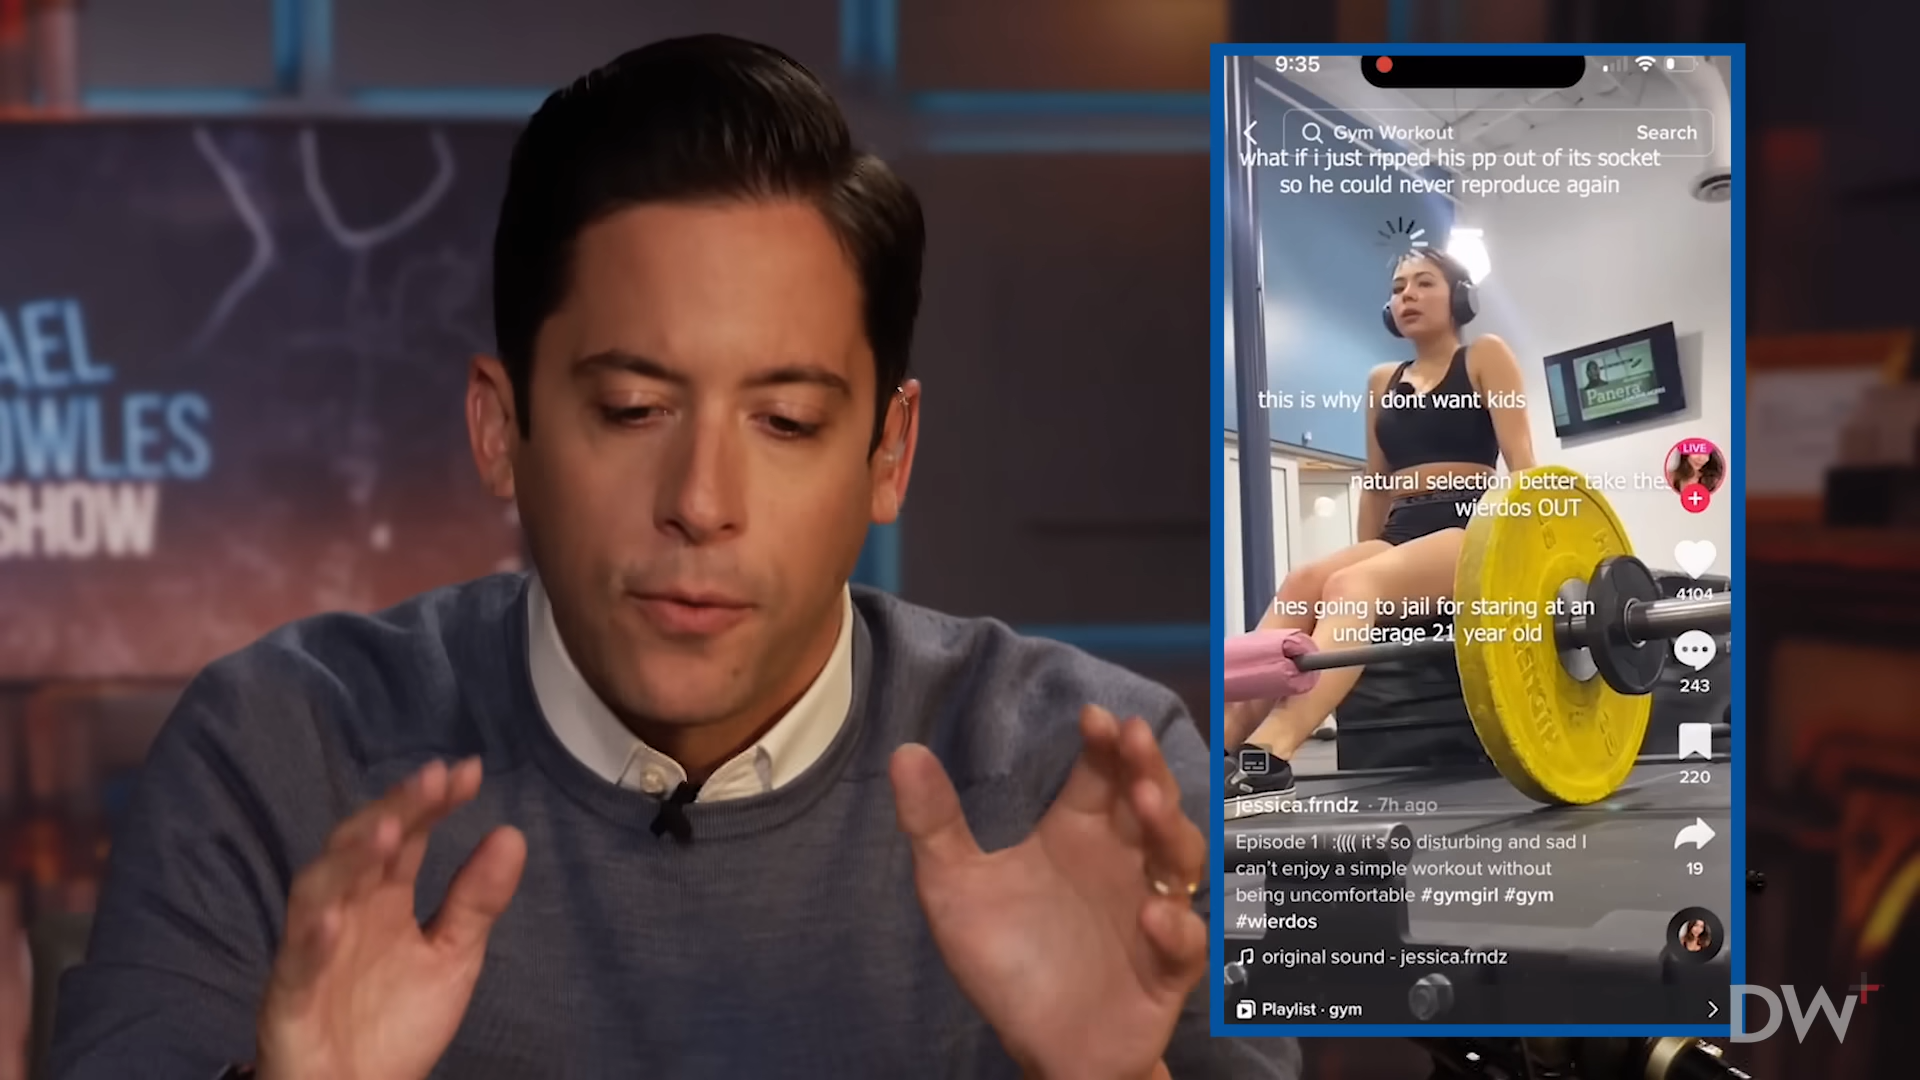 AEL
OWLES
SHOW
9:35
Gym Workout
Search
what if i just ripped his pp out of its socket
so he could never reproduce again
this is why i dont want kids
Panera
natural selection better take the
wierdos OUT
LIVE
hes going to jail for staring at an
underage 21 year old
4104
243
220
19
jessica.frndz · 7h ago
Episode 1 | :(((( it's so disturbing and sad I
can't enjoy a simple workout without
being uncomfortable #gymgirl #gym
#wierdos
original sound - jessica.frndz
Playlist · gym
DW+